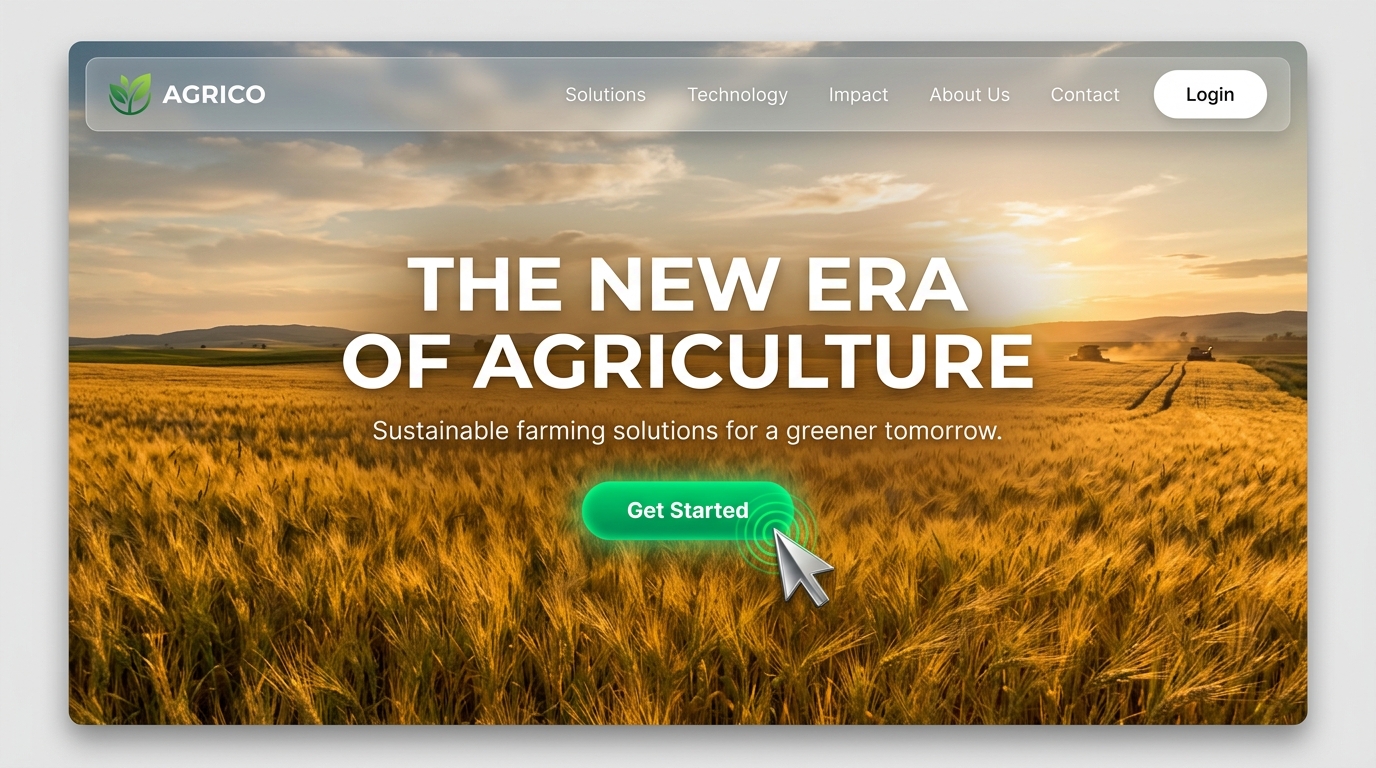 AGRICO
Solutions
Technology
Impact
About Us
Contact
Login
THE NEW ERA
OF AGRICULTURE
Sustainable farming solutions for a greener tomorrow.
Get Started